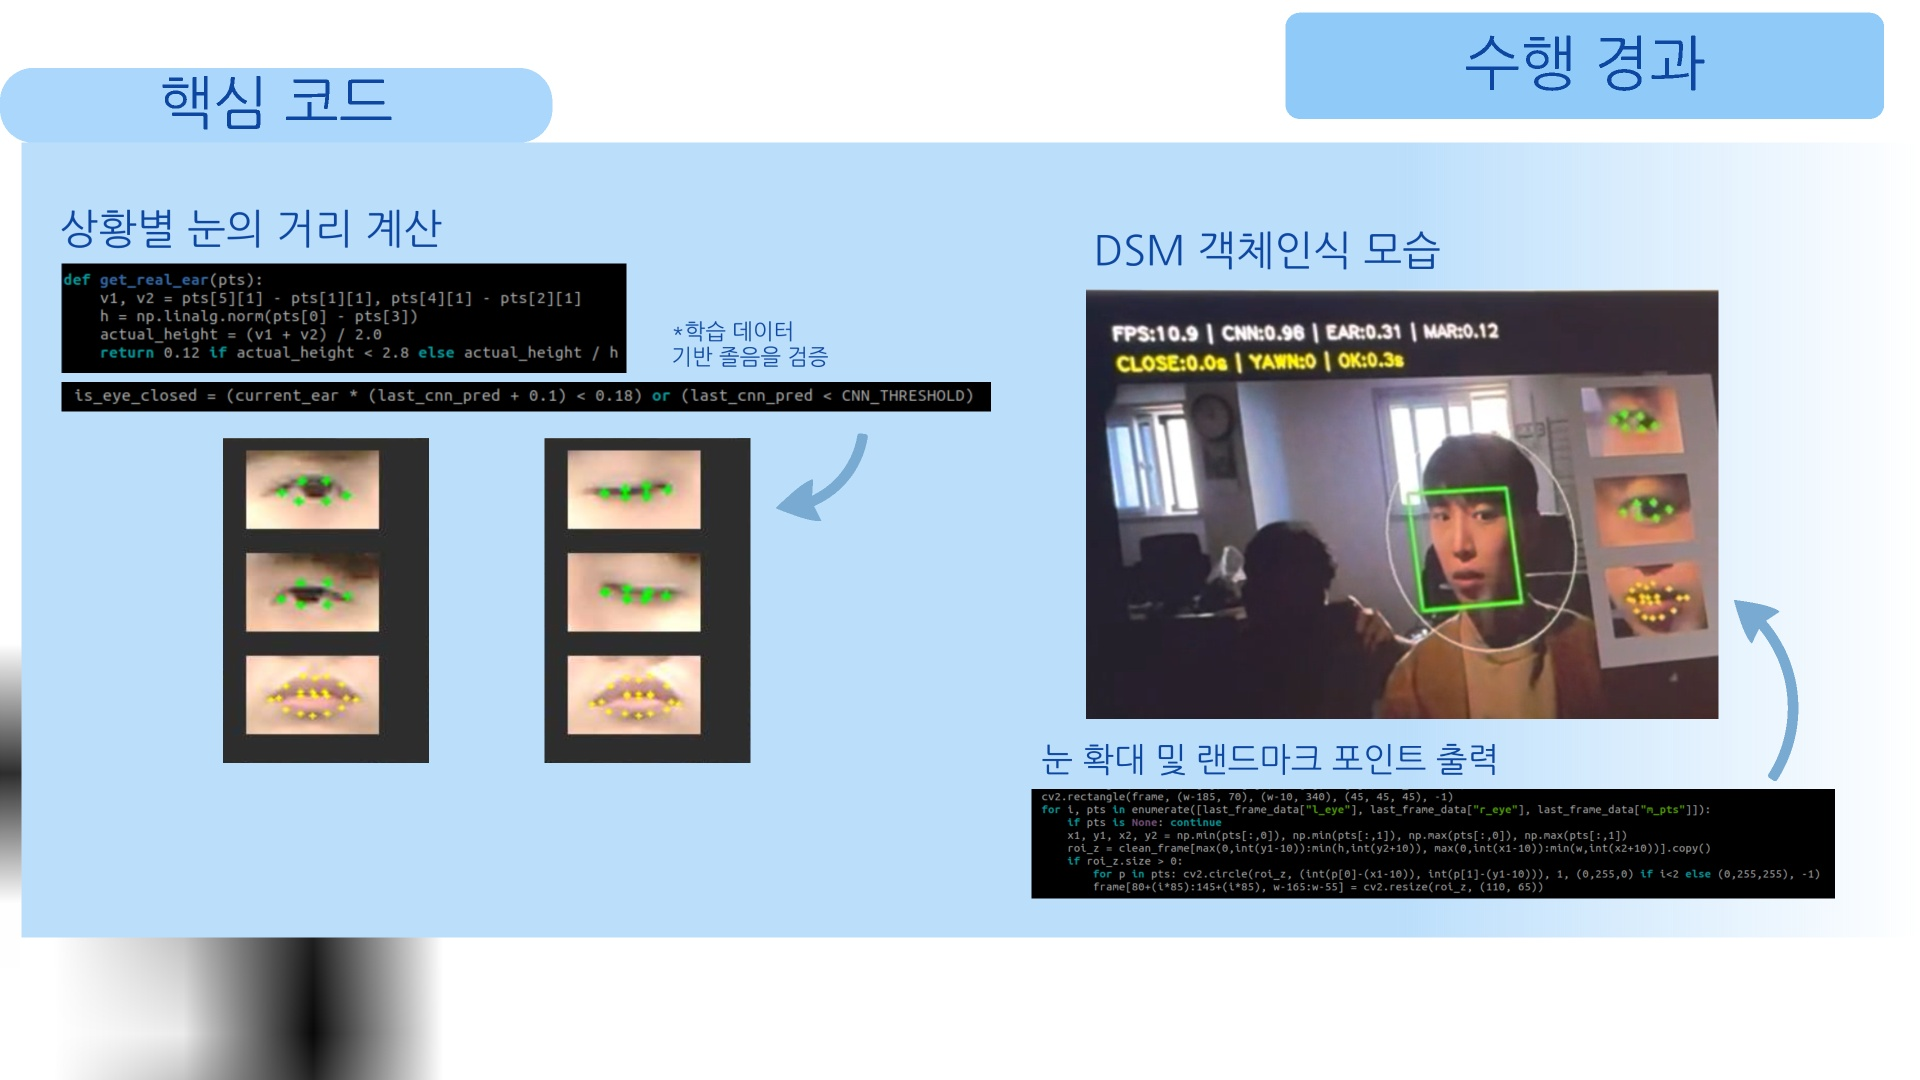 수행 경과
핵심 코드
상황별 눈의 거리 계산
def get_real_ear(pts):
    v1, v2 = pts[5][1] - pts[1][1], pts[4][1] - pts[2][1]
    h = np.linalg.norm(pts[0] - pts[3])
    actual_height = (v1 + v2) / 2.0
    return 0.12 if actual_height < 2.8 else actual_height / h
*학습 데이터
기반 졸음을 검증
is_eye_closed = (current_ear * (last_cnn_pred + 0.1) < 0.18) or (last_cnn_pred < CNN_THRESHOLD)
DSM 객체인식 모습
FPS:10.9 | CNN:0.98 | EAR:0.31 | MAR:0.12
CLOSE:0.0s | YAWN:0 | OK:0.3s
눈 확대 및 랜드마크 포인트 출력
cv2.rectangle(frame, (w-185, 70), (w-10, 340), (45, 45, 45), -1)
for i, pts in enumerate([last_frame_data["l_eye"], last_frame_data["r_eye"], last_frame_data["m_pts"]]):
    if pts is None: continue
    x1, y1, x2, y2 = np.min(pts[:,0]), np.min(pts[:,1]), np.max(pts[:,0]), np.max(pts[:,1])
    roi_z = clean_frame[max(0,int(y1-10)):min(h,int(y2+10)), max(0,int(x1-10)):min(w,int(x2+10))].copy()
    if roi_z.size > 0:
        for p in pts: cv2.circle(roi_z, (int(p[0]-(x1-10)), int(p[1]-(y1-10))), 1, (0,255,0) if i<2 else (0,255,255), -1)
        frame[80+(i*85):145+(i*85), w-165:w-55] = cv2.resize(roi_z, (110, 65))